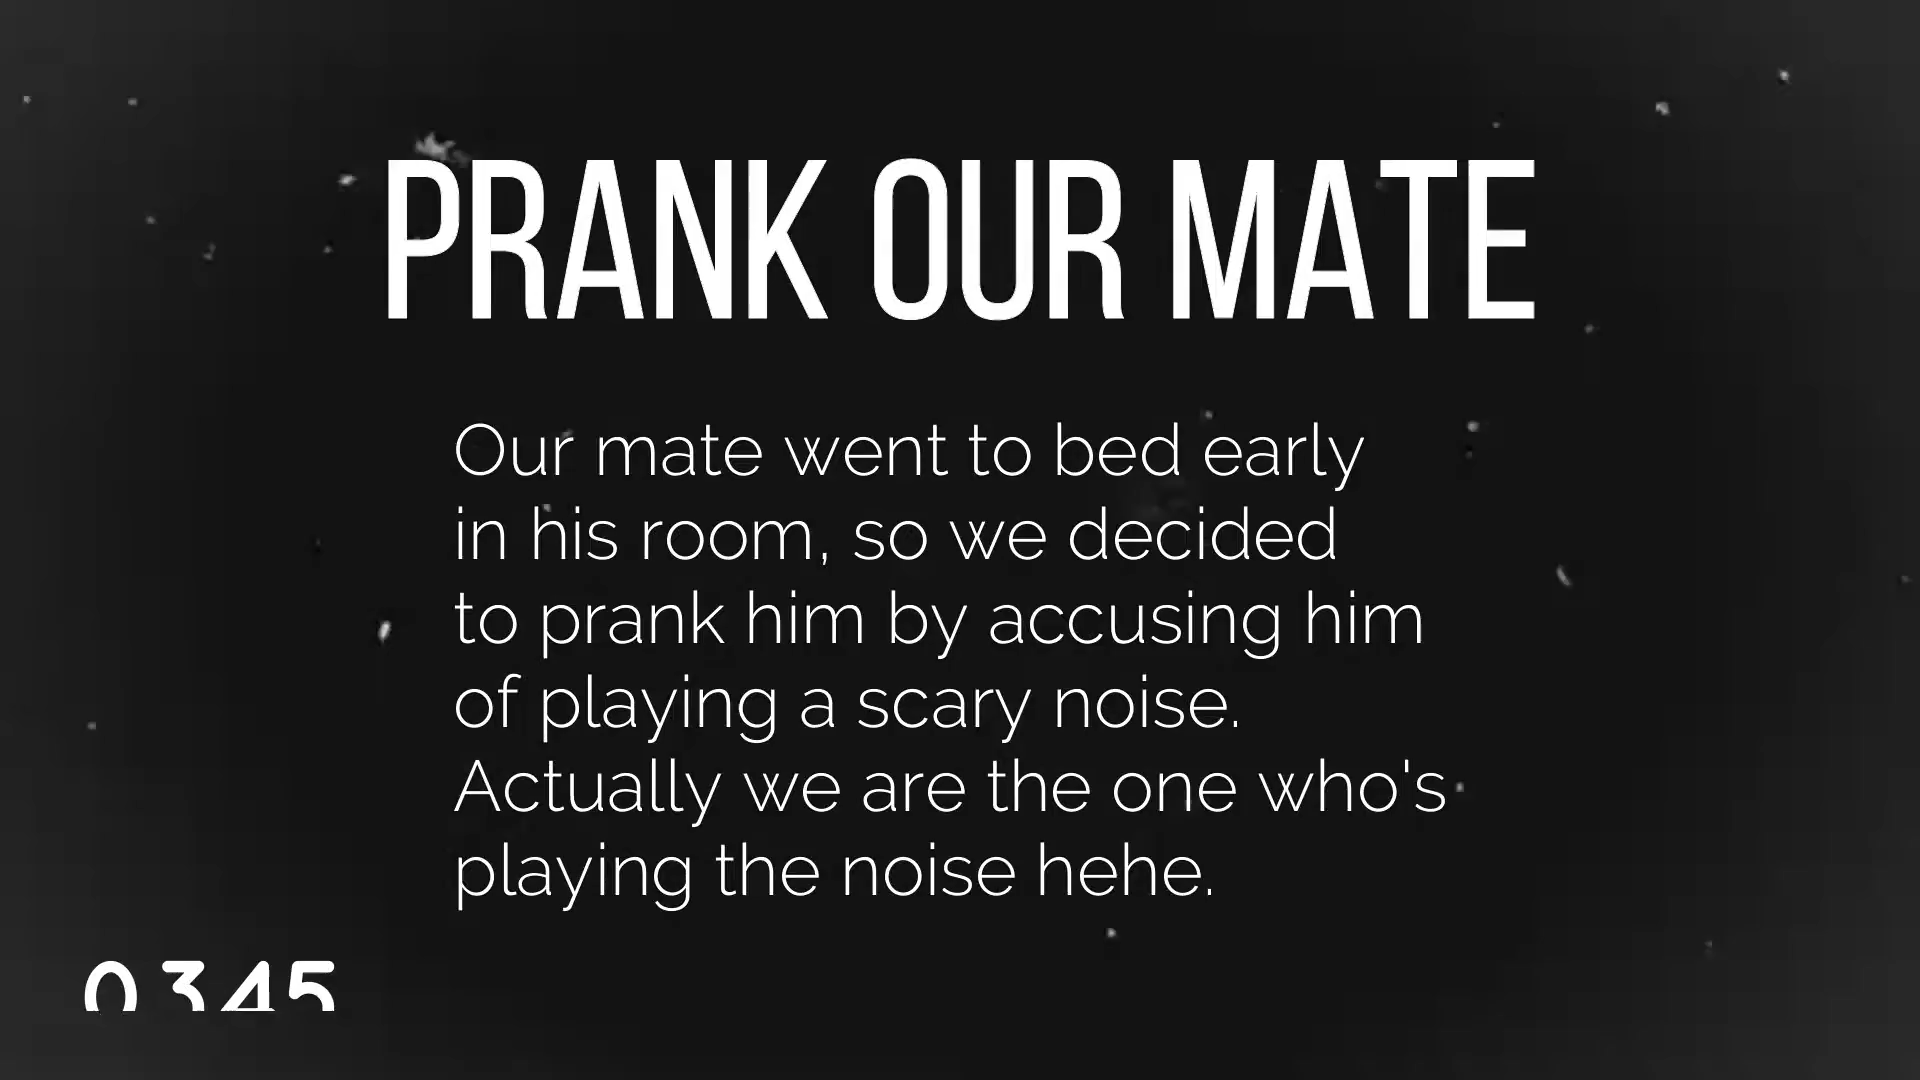 PRANK OUR MATE
Our mate went to bed early
in his room, so we decided
to prank him by accusing him
of playing a scary noise.
Actually we are the one who's
playing the noise hehe.
0345